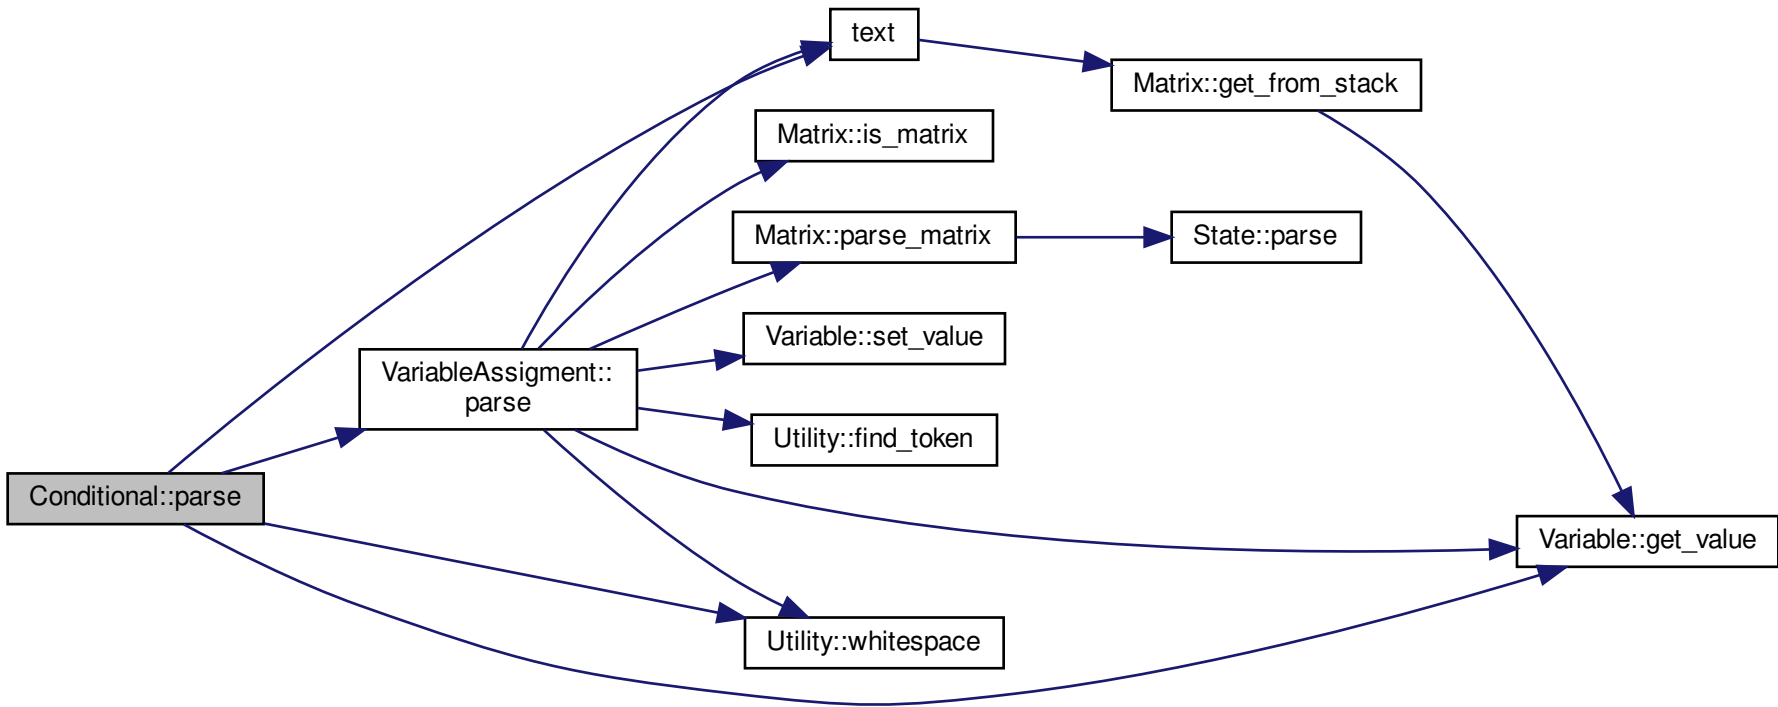 text
Matrix::get_from_stack
Matrix::is_matrix
Matrix::parse_matrix
State::parse
Variable::set_value
VariableAssigment::
parse
Utility::find_token
Conditional::parse
Variable::get_value
Utility::whitespace